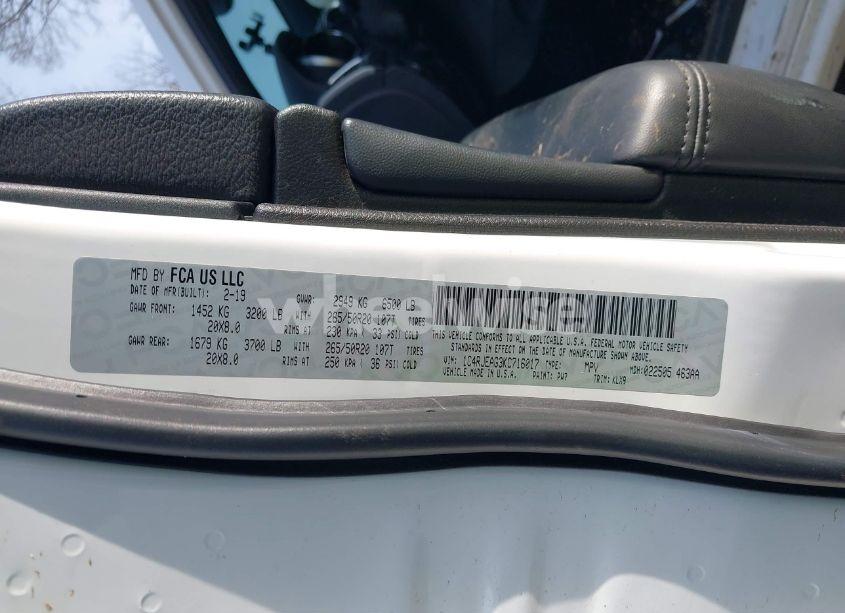 MFD BY FCA US LLC
DATE OF MFR(BUILT): 2-19 GVWR: 2949 KG 6500 LB
GAWR FRONT: 1452 KG 3200 LB WITH 265/50R20 107T TIRES
20X8.0 RIMS AT 230 KPA ( 33 PSI) COLD
GAWR REAR: 1679 KG 3700 LB WITH 265/50R20 107T TIRES
20X8.0 RIMS AT 250 KPA ( 36 PSI) COLD
THIS VEHICLE CONFORMS TO ALL APPLICABLE U.S.A. FEDERAL MOTOR VEHICLE SAFETY
STANDARDS IN EFFECT ON THE DATE OF MANUFACTURE SHOWN ABOVE.
VIN: 1C4RJEAG3KC716017 TYPE: MPV MDH: 022505 463AA
VEHICLE MADE IN U.S.A. PAINT: PW7 TRIM: KLX9
wheelwise